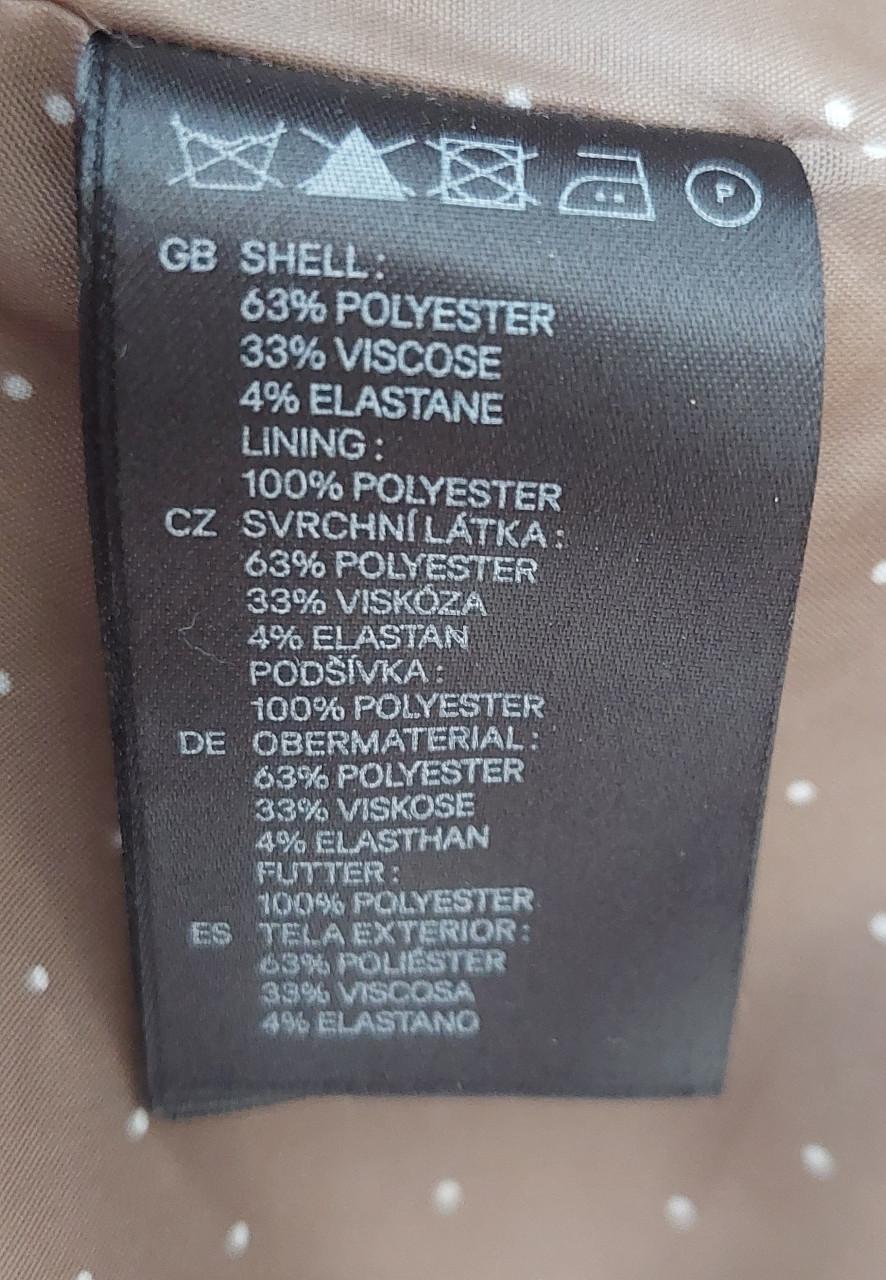 P
GB SHELL:
63% POLYESTER
33% VISCOSE
4% ELASTANE
LINING:
100% POLYESTER
CZ SVRCHNÍ LÁTKA:
63% POLYESTER
33% VISKÓZA
4% ELASTAN
PODŠÍVKA:
100% POLYESTER
DE OBERMATERIAL:
63% POLYESTER
33% VISKOSE
4% ELASTHAN
FUTTER:
100% POLYESTER
ES TELA EXTERIOR:
63% POLIÉSTER
33% VISCOSA
4% ELASTANO